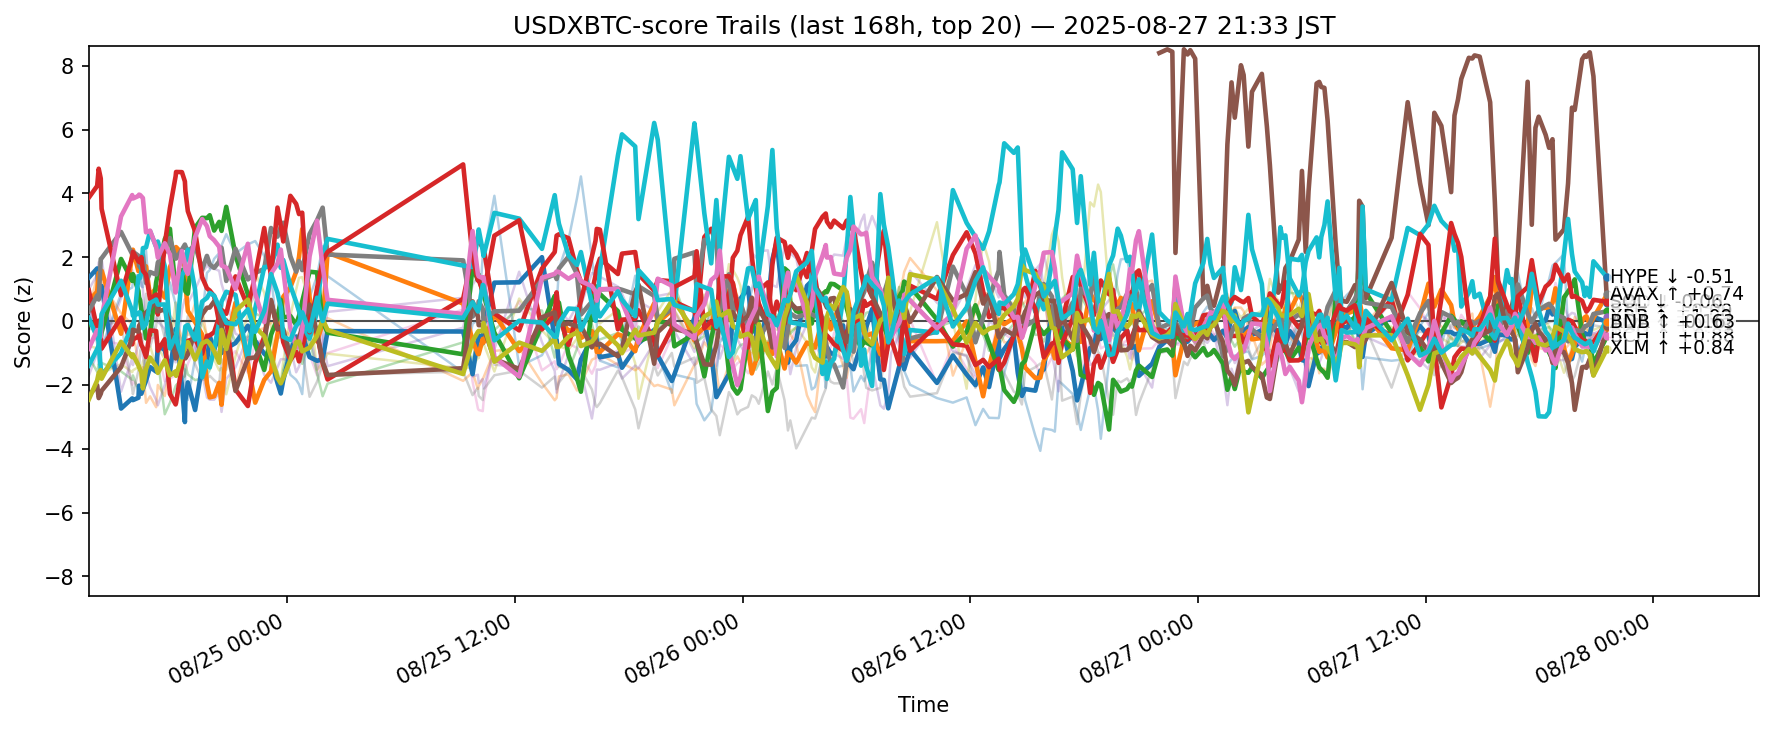 USDXBTC-score Trails (last 168h, top 20) — 2025-08-27 21:33 JST
Score (z)
8
6
4
2
0
−2
−4
−6
−8
HYPE ↓ -0.51
AVAX ↑ +0.74
BNB ↑ +0.63
XLM ↑ +0.84
08/25 00:00
08/25 12:00
08/26 00:00
08/26 12:00
08/27 00:00
08/27 12:00
08/28 00:00
Time